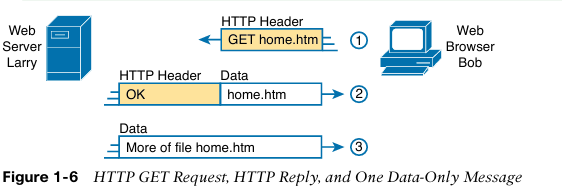 HTTP Header
Web
Server
Larry
GET home.htm
1
Web
Browser
Bob
HTTP Header Data
OK home.htm
2
Data
More of file home.htm
3
Figure 1-6 HTTP GET Request, HTTP Reply, and One Data-Only Message